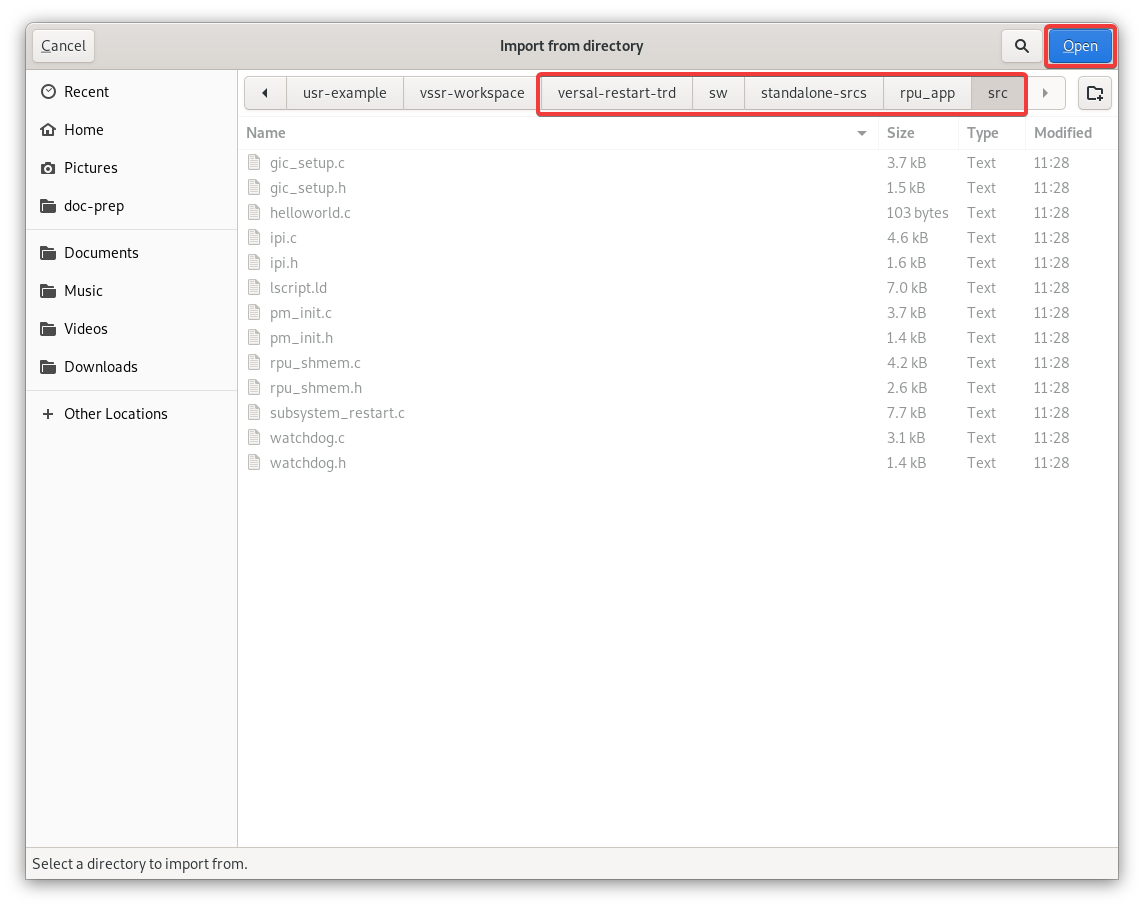 Cancel Import from directory Open
Recent
Home
Pictures
doc-prep
Documents
Music
Videos
Downloads
Other Locations
usr-example vssr-workspace versal-restart-trd sw standalone-srcs rpu_app src
Name Size Type Modified
gic_setup.c 3.7 kB Text 11:28
gic_setup.h 1.5 kB Text 11:28
helloworld.c 103 bytes Text 11:28
ipi.c 4.6 kB Text 11:28
ipi.h 1.6 kB Text 11:28
lscript.ld 7.0 kB Text 11:28
pm_init.c 3.7 kB Text 11:28
pm_init.h 1.4 kB Text 11:28
rpu_shmem.c 4.2 kB Text 11:28
rpu_shmem.h 2.6 kB Text 11:28
subsystem_restart.c 7.7 kB Text 11:28
watchdog.c 3.1 kB Text 11:28
watchdog.h 1.4 kB Text 11:28
Select a directory to import from.